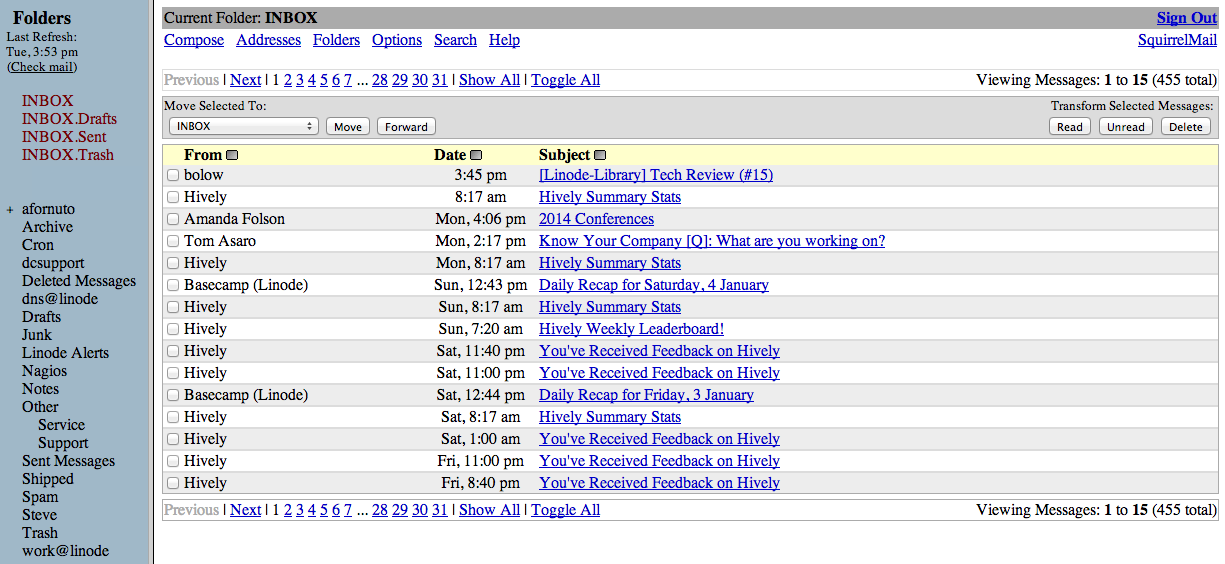 Folders
Last Refresh:
Tue, 3:53 pm
(Check mail)
INBOX
INBOX.Drafts
INBOX.Sent
INBOX.Trash
+ afornuto
Archive
Cron
dcsupport
Deleted Messages
dns@linode
Drafts
Junk
Linode Alerts
Nagios
Notes
Other
Service
Support
Sent Messages
Shipped
Spam
Steve
Trash
work@linode
Current Folder: INBOX Sign Out
Compose Addresses Folders Options Search Help SquirrelMail
Previous | Next | 1 2 3 4 5 6 7 ... 28 29 30 31 | Show All | Toggle All Viewing Messages: 1 to 15 (455 total)
Move Selected To: Transform Selected Messages:
INBOX Move Forward Read Unread Delete
From Date Subject
bolow 3:45 pm [Linode-Library] Tech Review (#15)
Hively 8:17 am Hively Summary Stats
Amanda Folson Mon, 4:06 pm 2014 Conferences
Tom Asaro Mon, 2:17 pm Know Your Company [Q]: What are you working on?
Hively Mon, 8:17 am Hively Summary Stats
Basecamp (Linode) Sun, 12:43 pm Daily Recap for Saturday, 4 January
Hively Sun, 8:17 am Hively Summary Stats
Hively Sun, 7:20 am Hively Weekly Leaderboard!
Hively Sat, 11:40 pm You've Received Feedback on Hively
Hively Sat, 11:00 pm You've Received Feedback on Hively
Basecamp (Linode) Sat, 12:44 pm Daily Recap for Friday, 3 January
Hively Sat, 8:17 am Hively Summary Stats
Hively Sat, 1:00 am You've Received Feedback on Hively
Hively Fri, 11:00 pm You've Received Feedback on Hively
Hively Fri, 8:40 pm You've Received Feedback on Hively
Previous | Next | 1 2 3 4 5 6 7 ... 28 29 30 31 | Show All | Toggle All Viewing Messages: 1 to 15 (455 total)